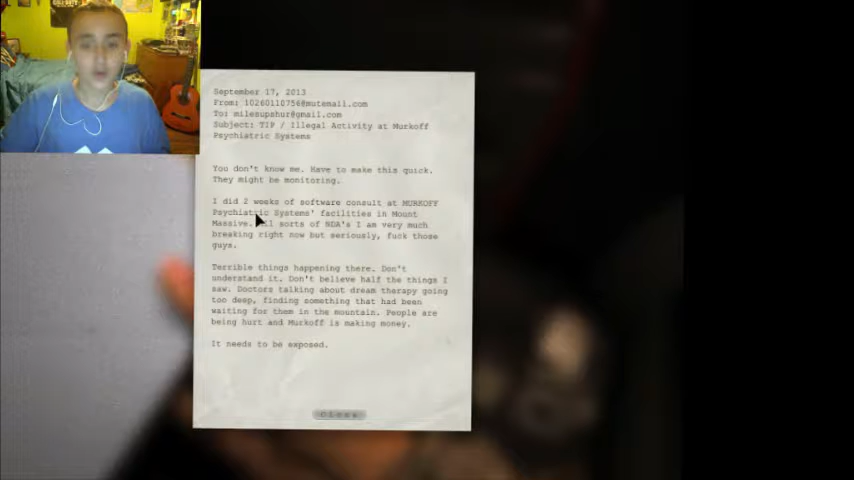 September 17, 2013
From: 1026011075@mutemail.com
To: milesupshur@gmail.com
Subject: TIP / Illegal Activity at Murkoff
Psychiatric Systems
You don't know me. Have to make this quick.
They might be monitoring.
I did 2 weeks of software consult at MURKOFF
Psychiatric Systems' facilities in Mount
Massive. All sorts of NDA's I am very much
breaking right now but seriously, fuck those
guys.
Terrible things happening there. Don't
understand it. Don't believe half the things I
saw. Doctors talking about dream therapy going
too deep, finding something that had been
waiting for them in the mountain. People are
being hurt and Murkoff is making money.
It needs to be exposed.
Close